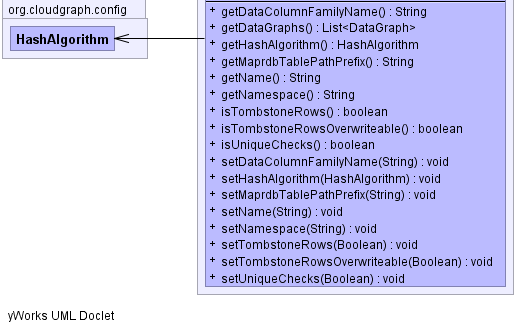 org.cloudgraph.config
HashAlgorithm
+ getDataColumnFamilyName() : String
+ getDataGraphs() : List<DataGraph>
+ getHashAlgorithm() : HashAlgorithm
+ getMaprdbTablePathPrefix() : String
+ getName() : String
+ getNamespace() : String
+ isTombstoneRows() : boolean
+ isTombstoneRowsOverwriteable() : boolean
+ isUniqueChecks() : boolean
+ setDataColumnFamilyName(String) : void
+ setHashAlgorithm(HashAlgorithm) : void
+ setMaprdbTablePathPrefix(String) : void
+ setName(String) : void
+ setNamespace(String) : void
+ setTombstoneRows(Boolean) : void
+ setTombstoneRowsOverwriteable(Boolean) : void
+ setUniqueChecks(Boolean) : void
yWorks UML Doclet